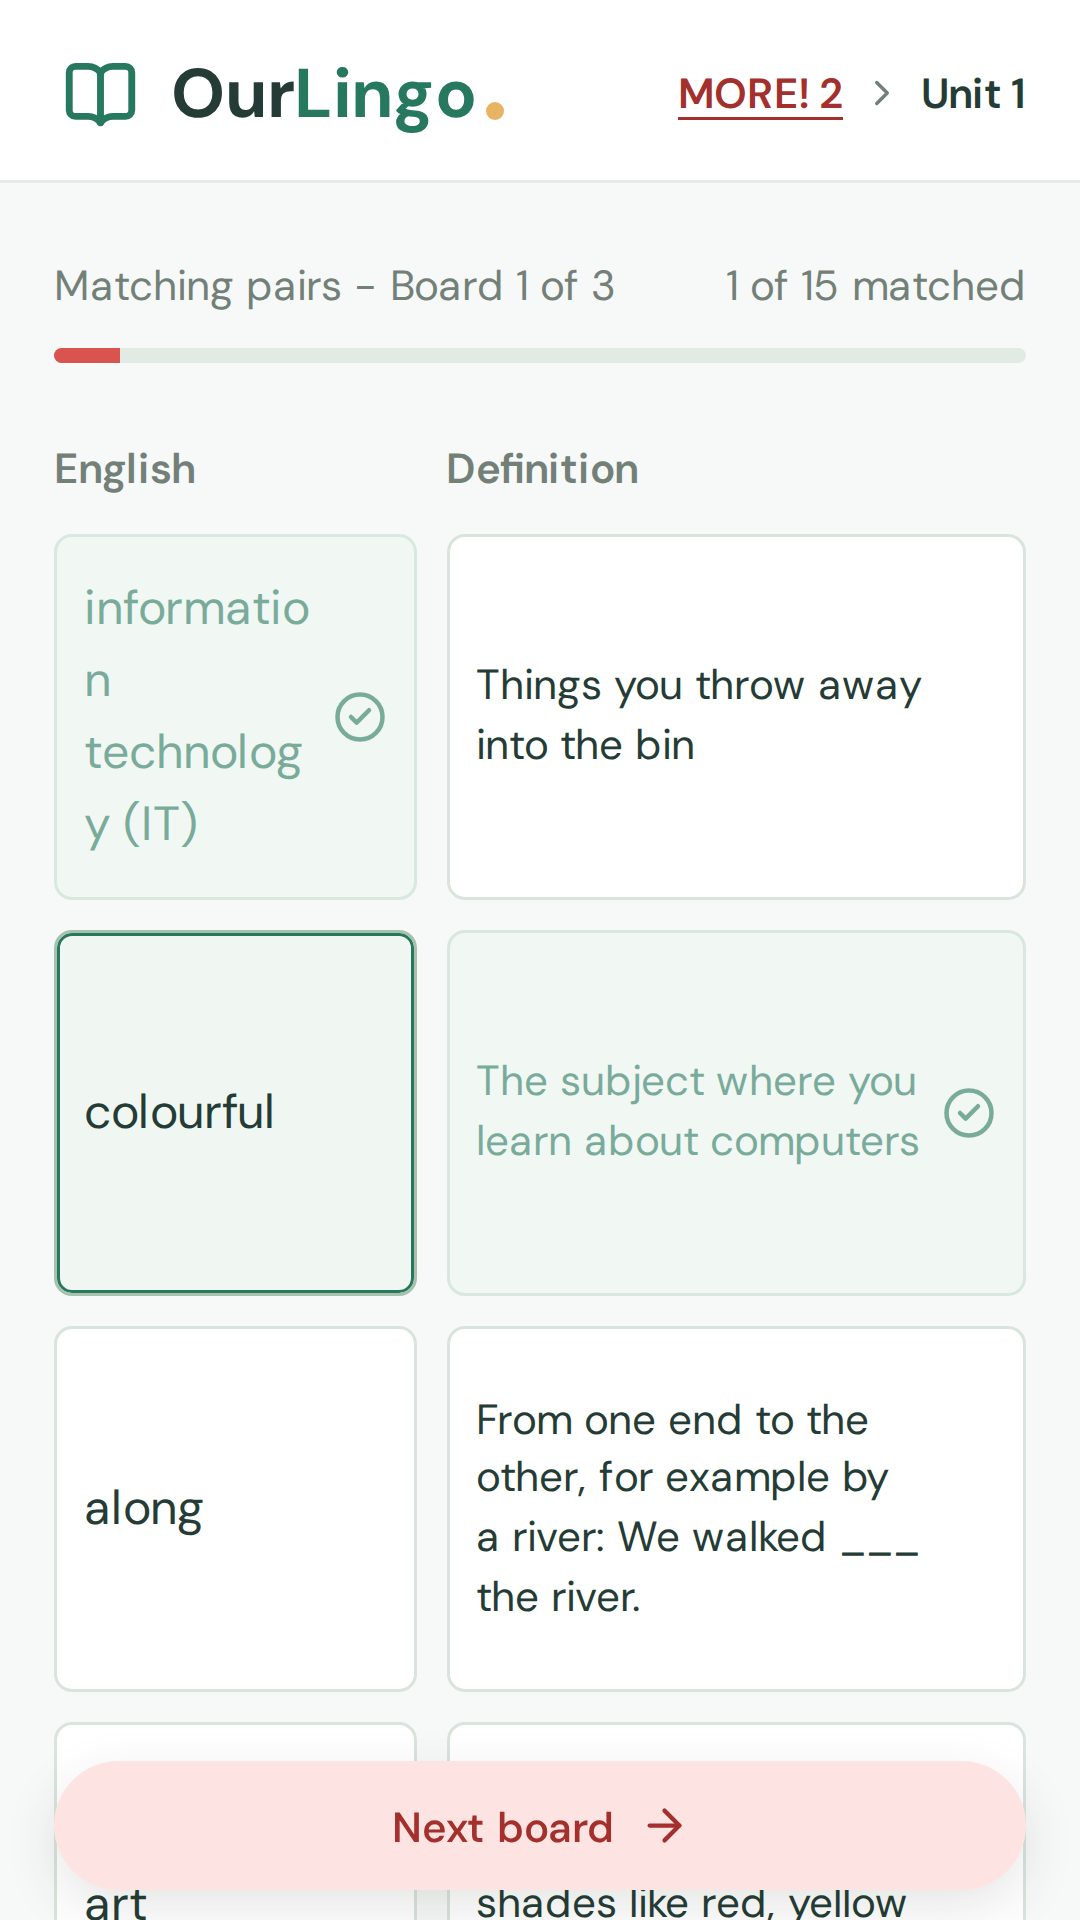 OurLingo.
MORE! 2 > Unit 1
Matching pairs – Board 1 of 3
1 of 15 matched
English
Definition
informatio
n
technolog
y (IT)
Things you throw away
into the bin
colourful
The subject where you
learn about computers
along
From one end to the
other, for example by
a river: We walked ___
the river.
Next board →
art
shades like red, yellow